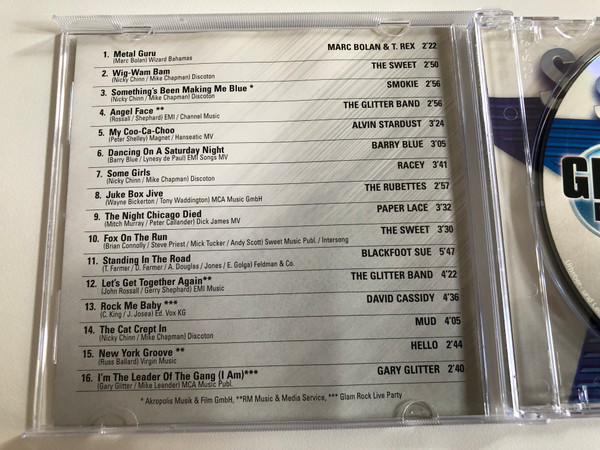 1. Metal Guru MARC BOLAN & T. REX 2'22
(Marc Bolan) Wizard Bahamas
2. Wig-Wam Bam THE SWEET 2'50
(Nicky Chinn / Mike Chapman) Discoton
3. Something's Been Making Me Blue * SMOKIE 2'56
(Nicky Chinn / Mike Chapman) Discoton
4. Angel Face ** THE GLITTER BAND 2'56
(Rossall / Shephard) EMI / Channel Music
5. My Coo-Ca-Choo ALVIN STARDUST 3'24
(Peter Shelley) Magnet / Hanseatic MV
6. Dancing On A Saturday Night BARRY BLUE 3'05
(Barry Blue / Lynesy de Paul) EMI Songs MV
7. Some Girls RACEY 3'41
(Nicky Chinn / Mike Chapman) Discoton
8. Juke Box Jive THE RUBETTES 2'57
(Wayne Bickerton / Tony Waddington) MCA Music GmbH
9. The Night Chicago Died PAPER LACE 3'32
(Mitch Murray / Peter Callander) Dick James MV
10. Fox On The Run THE SWEET 3'30
(Brian Connolly / Steve Priest / Mick Tucker / Andy Scott) Sweet Music Publ. / Intersong
11. Standing In The Road BLACKFOOT SUE 5'47
(T. Farmer / D. Farmer / A. Douglas / Jones / E. Golga) Feldman & Co.
12. Let's Get Together Again** THE GLITTER BAND 4'22
(John Rossall / Gerry Shephard) EMI Music
13. Rock Me Baby *** DAVID CASSIDY 4'36
(C. King / J. Josea) Ed. Vox KG
14. The Cat Crept In MUD 4'05
(Nicky Chinn / Mike Chapman) Discoton
15. New York Groove ** HELLO 2'44
(Russ Ballard) Virgin Music
16. I'm The Leader Of The Gang (I Am)*** GARY GLITTER 2'40
(Gary Glitter / Mike Leander) MCA Music Publ.
* Akropolis Musik & Film GmbH, **RM Music & Media Service, *** Glam Rock Live Party